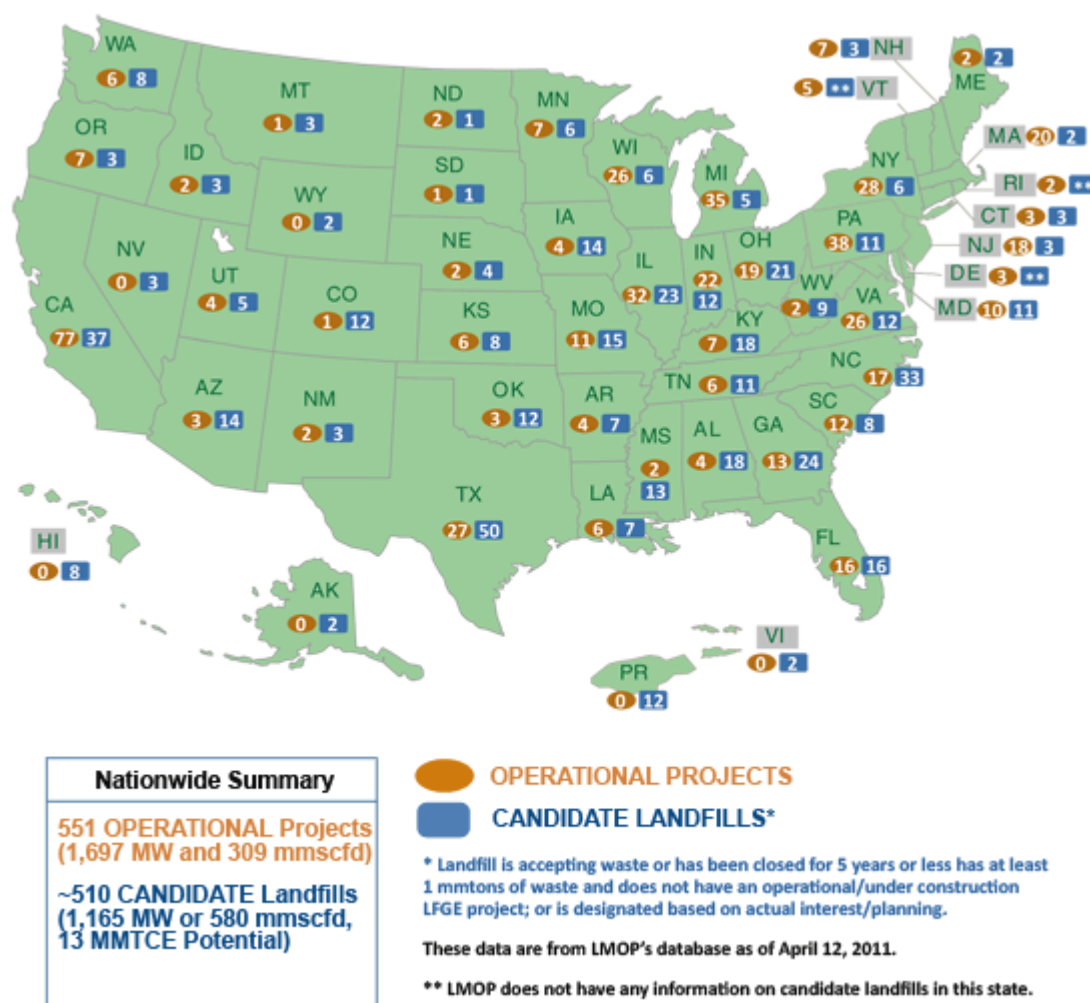 WA
6 8
MT
1 3
ND
2 1
MN
7 6
7 3 NH
5 ** VT
2 2
ME
OR
7 3
ID
2 3
SD
1 1
WI
26 6
MI
35 5
NY
28 6
MA 20 2
RI 2 **
CT 3 3
NJ 18 3
DE 3 **
MD 10 11
WY
0 2
IA
4 14
NE
2 4
PA
38 11
NV
0 3
UT
4 5
CO
1 12
IL
32 23
IN
22
12
OH
19 21
WV
2 9
VA
26 12
CA
77 37
KS
6 8
MO
11 15
KY
7 18
NC
17 33
TN 6 11
AZ
3 14
NM
2 3
OK
3 12
AR
4 7
SC
12 8
MS
2
13
AL
4 18
GA
13 24
TX
27 50
LA
6 7
FL
16 16
HI
0 8
AK
0 2
VI
0 2
PR
0 12
Nationwide Summary
551 OPERATIONAL Projects
(1,697 MW and 309 mmscfd)
~510 CANDIDATE Landfills
(1,165 MW or 580 mmscfd,
13 MMTCE Potential)
OPERATIONAL PROJECTS
CANDIDATE LANDFILLS*
* Landfill is accepting waste or has been closed for 5 years or less has at least
1 mmtons of waste and does not have an operational/under construction
LFGE project; or is designated based on actual interest/planning.
These data are from LMOP's database as of April 12, 2011.
** LMOP does not have any information on candidate landfills in this state.